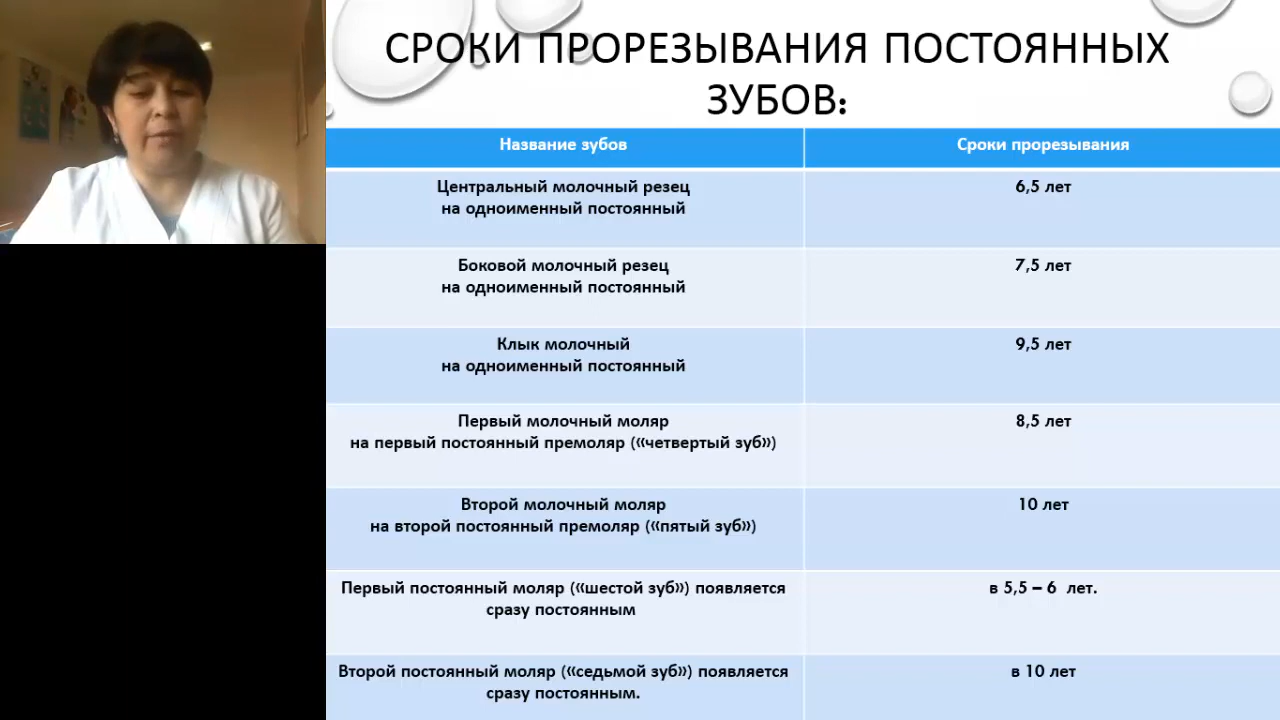 СРОКИ ПРОРЕЗЫВАНИЯ ПОСТОЯННЫХ
ЗУБОВ:
Название зубов
Сроки прорезывания
Центральный молочный резец
на одноименный постоянный
6,5 лет
Боковой молочный резец
на одноименный постоянный
7,5 лет
Клык молочный
на одноименный постоянный
9,5 лет
Первый молочный моляр
на первый постоянный премоляр («четвертый зуб»)
8,5 лет
Второй молочный моляр
на второй постоянный премоляр («пятый зуб»)
10 лет
Первый постоянный моляр («шестой зуб») появляется
сразу постоянным
в 5,5 – 6 лет.
Второй постоянный моляр («седьмой зуб») появляется
сразу постоянным.
в 10 лет